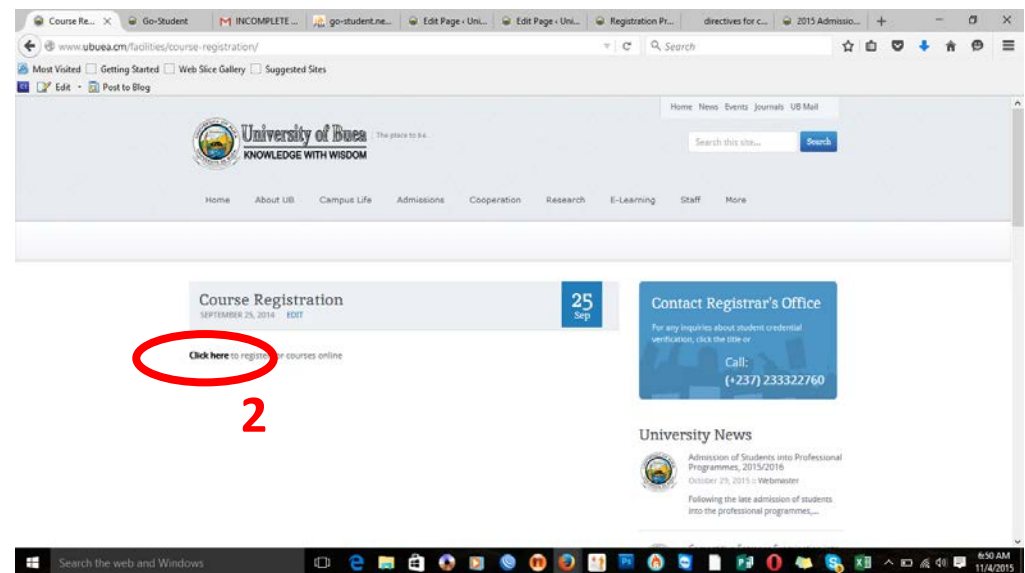 Course Re...
Go-Student
INCOMPLETE ...
go-student.ne...
Edit Page ‹ Uni...
Edit Page ‹ Uni...
Registration Pr...
directives for c...
2015 Admissio...
www.ubuea.cm/facilities/course-registration/
Search
Most Visited Getting Started Web Slice Gallery Suggested Sites
Edit Post to Blog
Home News Events Journals UB Mail
University of Buea
The place to be...
KNOWLEDGE WITH WISDOM
Search this site...
Search
Home About UB Campus Life Admissions Cooperation Research E-Learning Staff More
Course Registration
SEPTEMBER 25, 2014 EDIT
25
Sep
Click here to register for courses online
2
Contact Registrar's Office
For any inquiries about student credential
verification, click the title or
Call:
(+237) 233322760
University News
Admission of Students into Professional
Programmes, 2015/2016
October 29, 2015 :: Webmaster
Following the late admission of students
into the professional programmes,...
Search the web and Windows
6:50 AM
11/4/2015